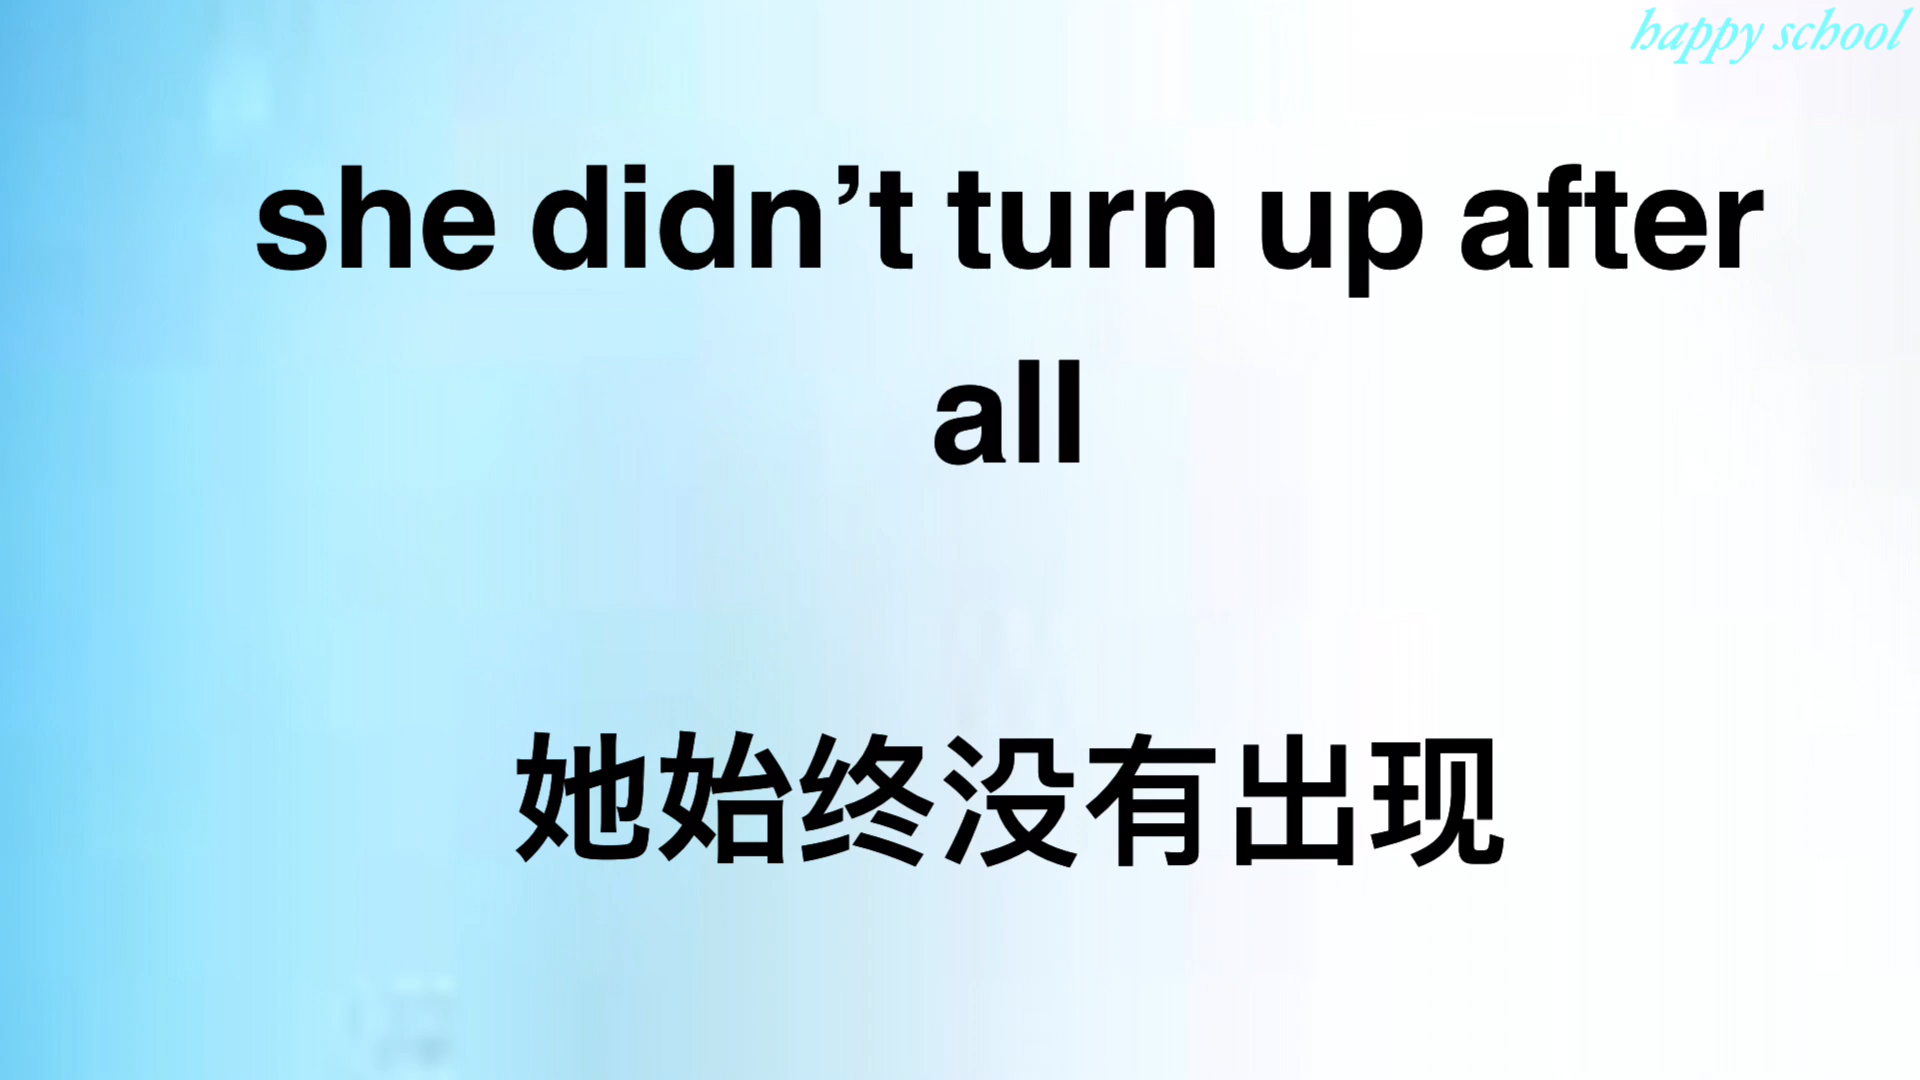 happy school
she didn’t turn up after
all
她始终没有出现